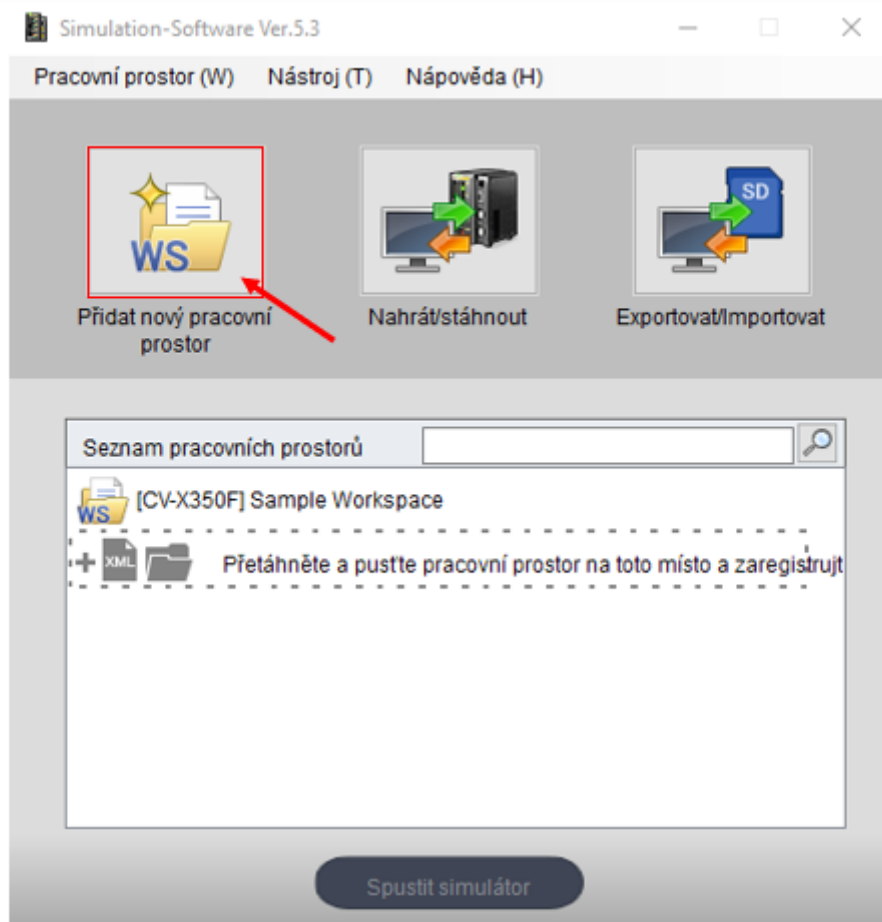 Simulation-Software Ver.5.3
Pracovní prostor (W) Nástroj (T) Nápověda (H)
WS
SD
Přidat nový pracovní
prostor
Nahrát/stáhnout
Exportovat/Importovat
Seznam pracovních prostorů
WS [CV-X350F] Sample Workspace
XML Přetáhněte a pusťte pracovní prostor na toto místo a zaregistrujt
Spustit simulátor